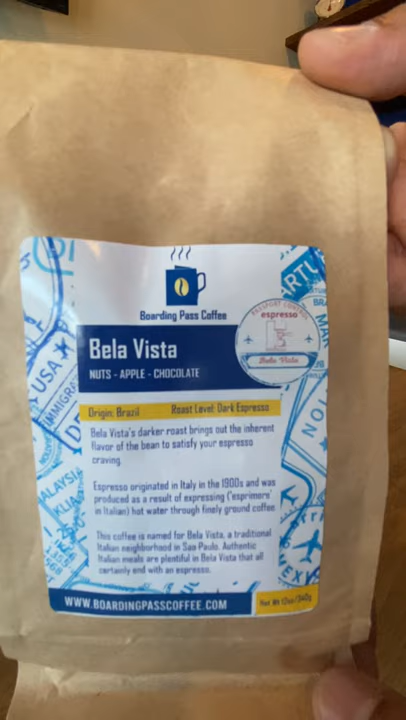 Boarding Pass Coffee
PASSPORT CONTROL
espresso
Bela Vista
Bela Vista
NUTS - APPLE - CHOCOLATE
Origin: Brazil Roast Level: Dark Espresso
Bela Vista's darker roast brings out the inherent
flavor of the bean to satisfy your espresso
craving.
Espresso originated in Italy in the 1900s and was
produced as a result of expressing ('esprimere'
in Italian) hot water through finely ground coffee.
This coffee is named for Bela Vista, a traditional
Italian neighborhood in Sao Paulo. Authentic
Italian meals are plentiful in Bela Vista that all
certainly end with an espresso.
WWW.BOARDINGPASSCOFFEE.COM
Net Wt 12oz/340g
USA
IMMIGRA
ALAYSIA